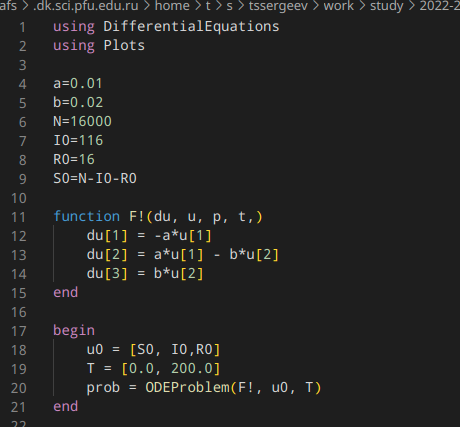 afs > .dk.sci.pfu.edu.ru > home > t > s > tssergeev > work > study > 2022-2
1 using DifferentialEquations
2 using Plots
3
4 a=0.01
5 b=0.02
6 N=16000
7 I0=116
8 R0=16
9 S0=N-I0-R0
10
11 function F!(du, u, p, t,)
12 du[1] = -a*u[1]
13 du[2] = a*u[1] - b*u[2]
14 du[3] = b*u[2]
15 end
16
17 begin
18 u0 = [S0, I0,R0]
19 T = [0.0, 200.0]
20 prob = ODEProblem(F!, u0, T)
21 end
22